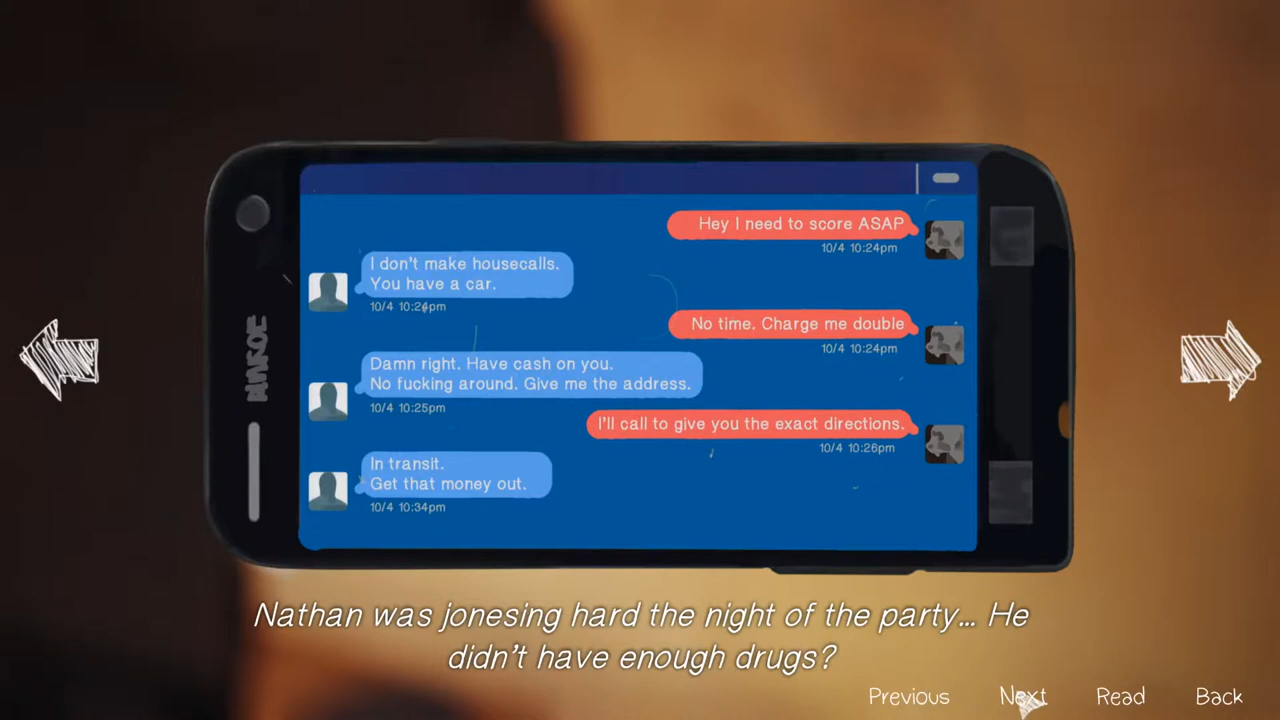 Hey I need to score ASAP
10/4 10:24pm
I don't make housecalls.
You have a car.
10/4 10:24pm
No time. Charge me double
10/4 10:24pm
Damn right. Have cash on you.
No fucking around. Give me the address.
10/4 10:25pm
I'll call to give you the exact directions.
10/4 10:26pm
In transit.
Get that money out.
10/4 10:34pm
Nathan was jonesing hard the night of the party... He
didn't have enough drugs?
Previous Next Read Back